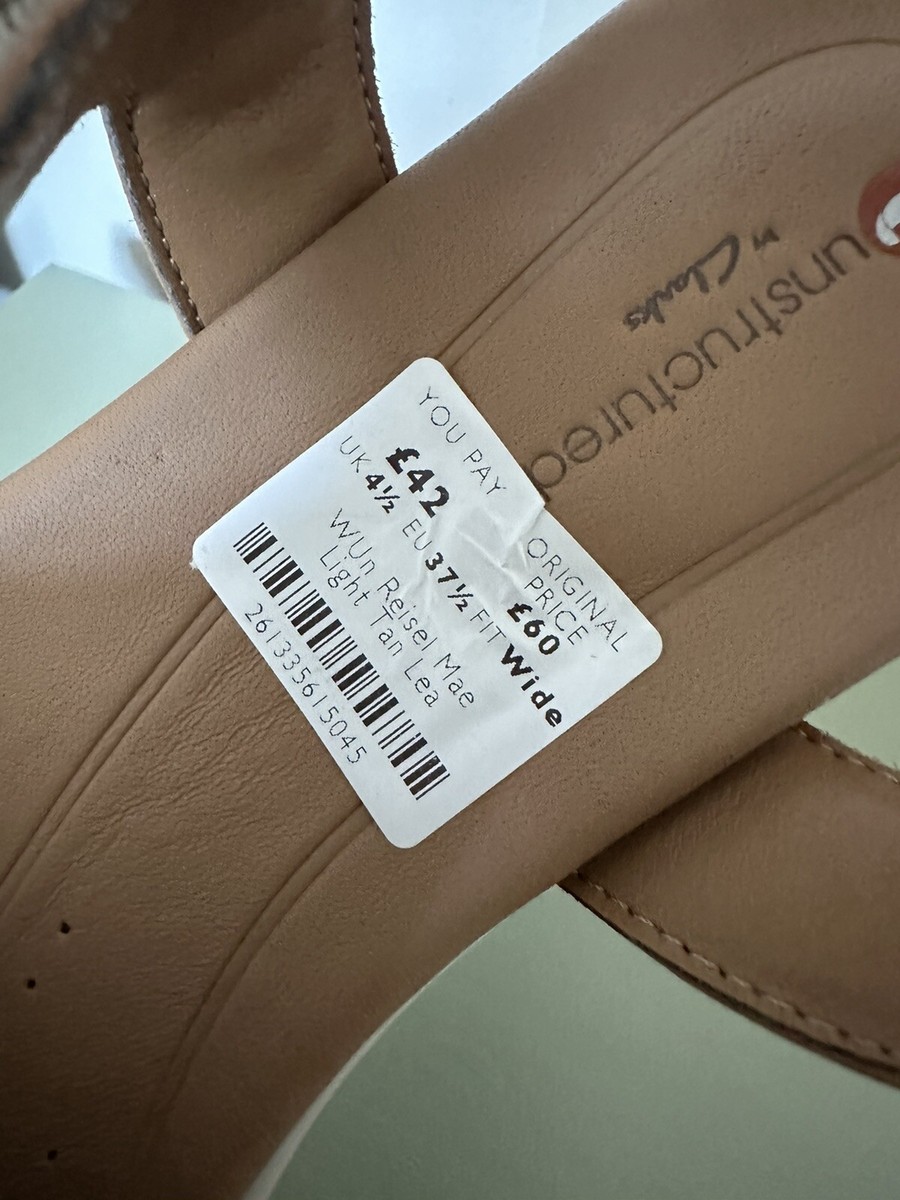 unstructured
by Clarks
YOU PAY
£42
ORIGINAL
PRICE
£60
UK 4½ EU 37½ FIT Wide
WUn Reisel Mae
Light Tan Lea
261335615045